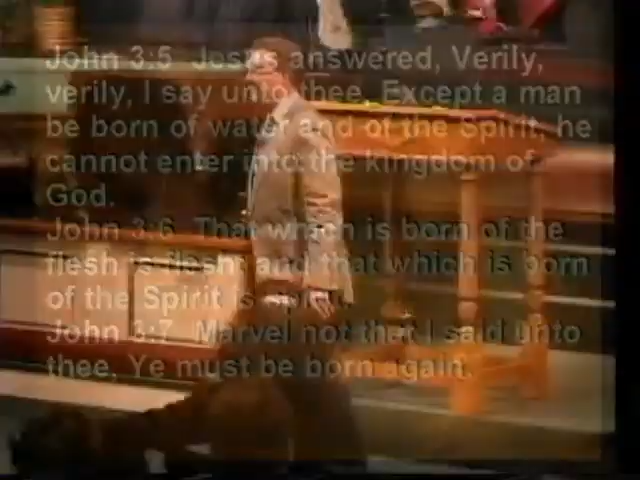 John 3:5 Jesus answered, Verily,
verily, I say unto thee, Except a man
be born of water and of the Spirit, he
cannot enter into the kingdom of
God.
John 3:6 That which is born of the
flesh is flesh; and that which is born
of the Spirit is spirit.
John 3:7 Marvel not that I said unto
thee, Ye must be born again.